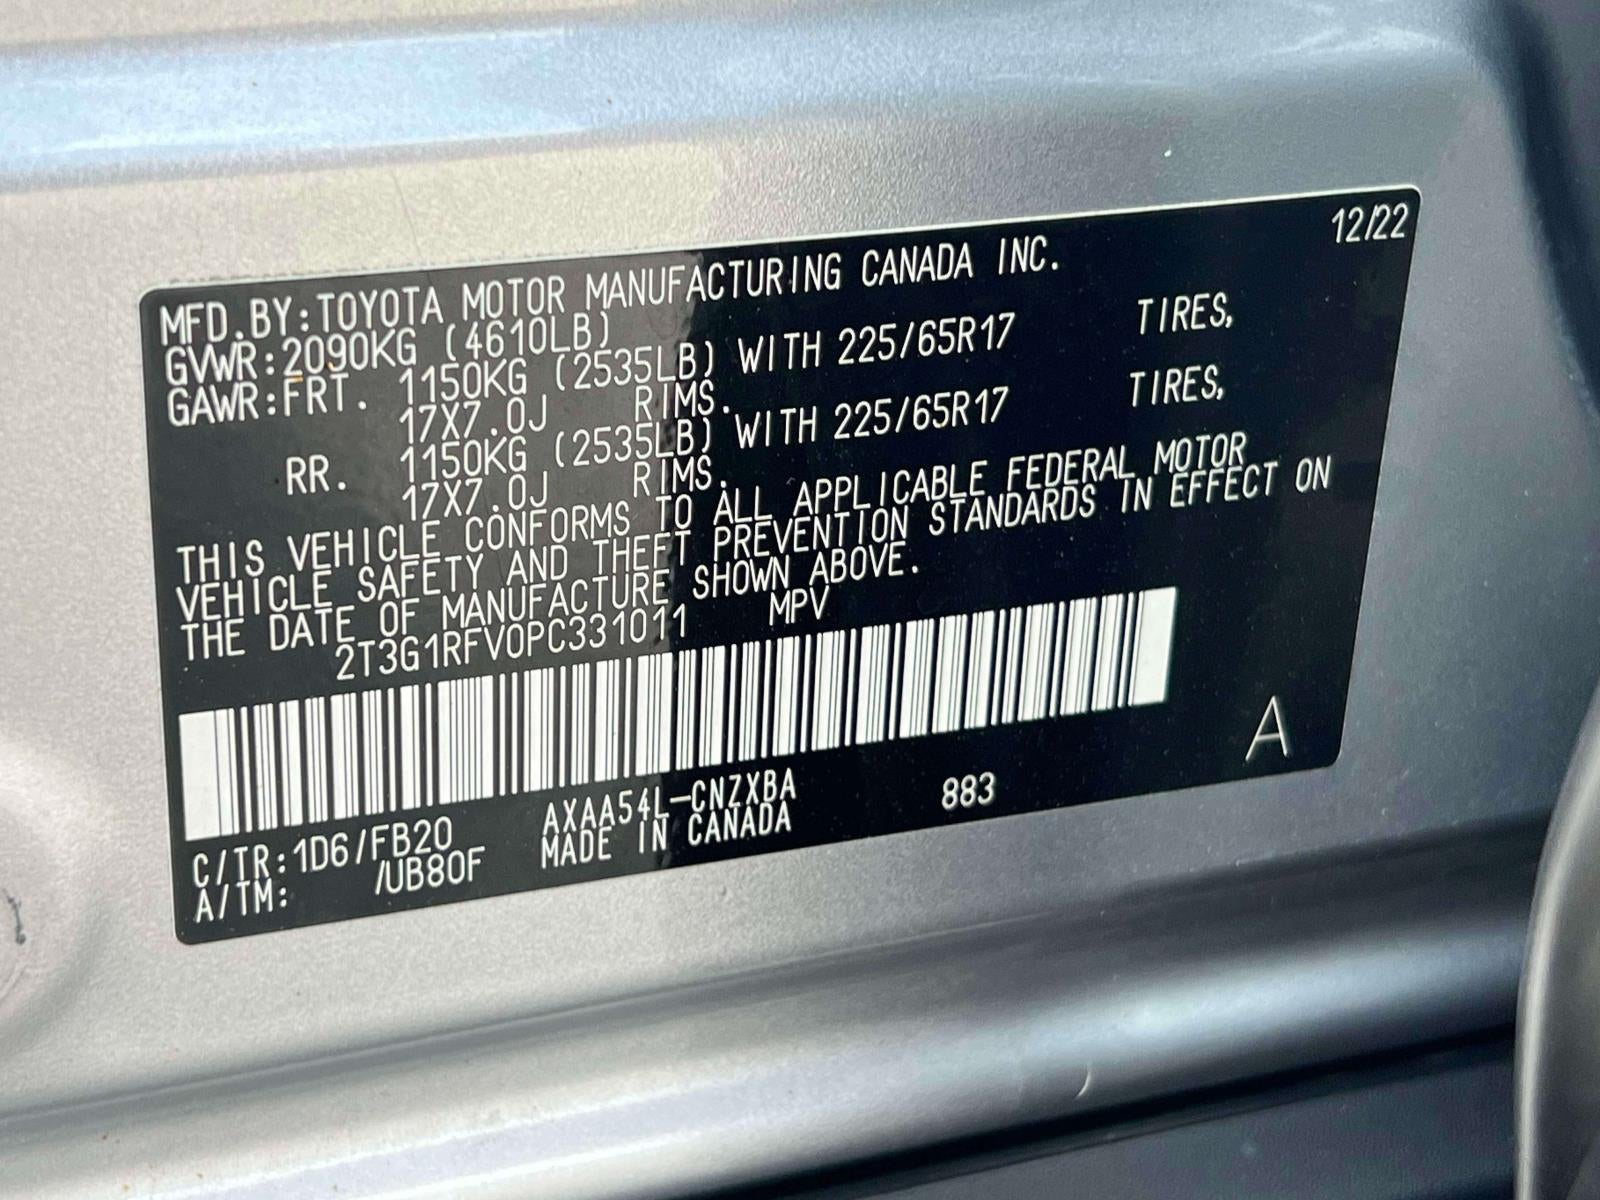 12/22
MFD.BY:TOYOTA MOTOR MANUFACTURING CANADA INC.
GVWR:2090KG (4610LB)
GAWR:FRT. 1150KG (2535LB) WITH 225/65R17 TIRES,
17X7.0J RIMS.
RR. 1150KG (2535LB) WITH 225/65R17 TIRES,
17X7.0J RIMS.
THIS VEHICLE CONFORMS TO ALL APPLICABLE FEDERAL MOTOR
VEHICLE SAFETY AND THEFT PREVENTION STANDARDS IN EFFECT ON
THE DATE OF MANUFACTURE SHOWN ABOVE.
2T3G1RFV0PC331011 MPV
A
C/TR:1D6/FB20 AXAA54L-CNZXBA 883
A/TM: /UB80F MADE IN CANADA